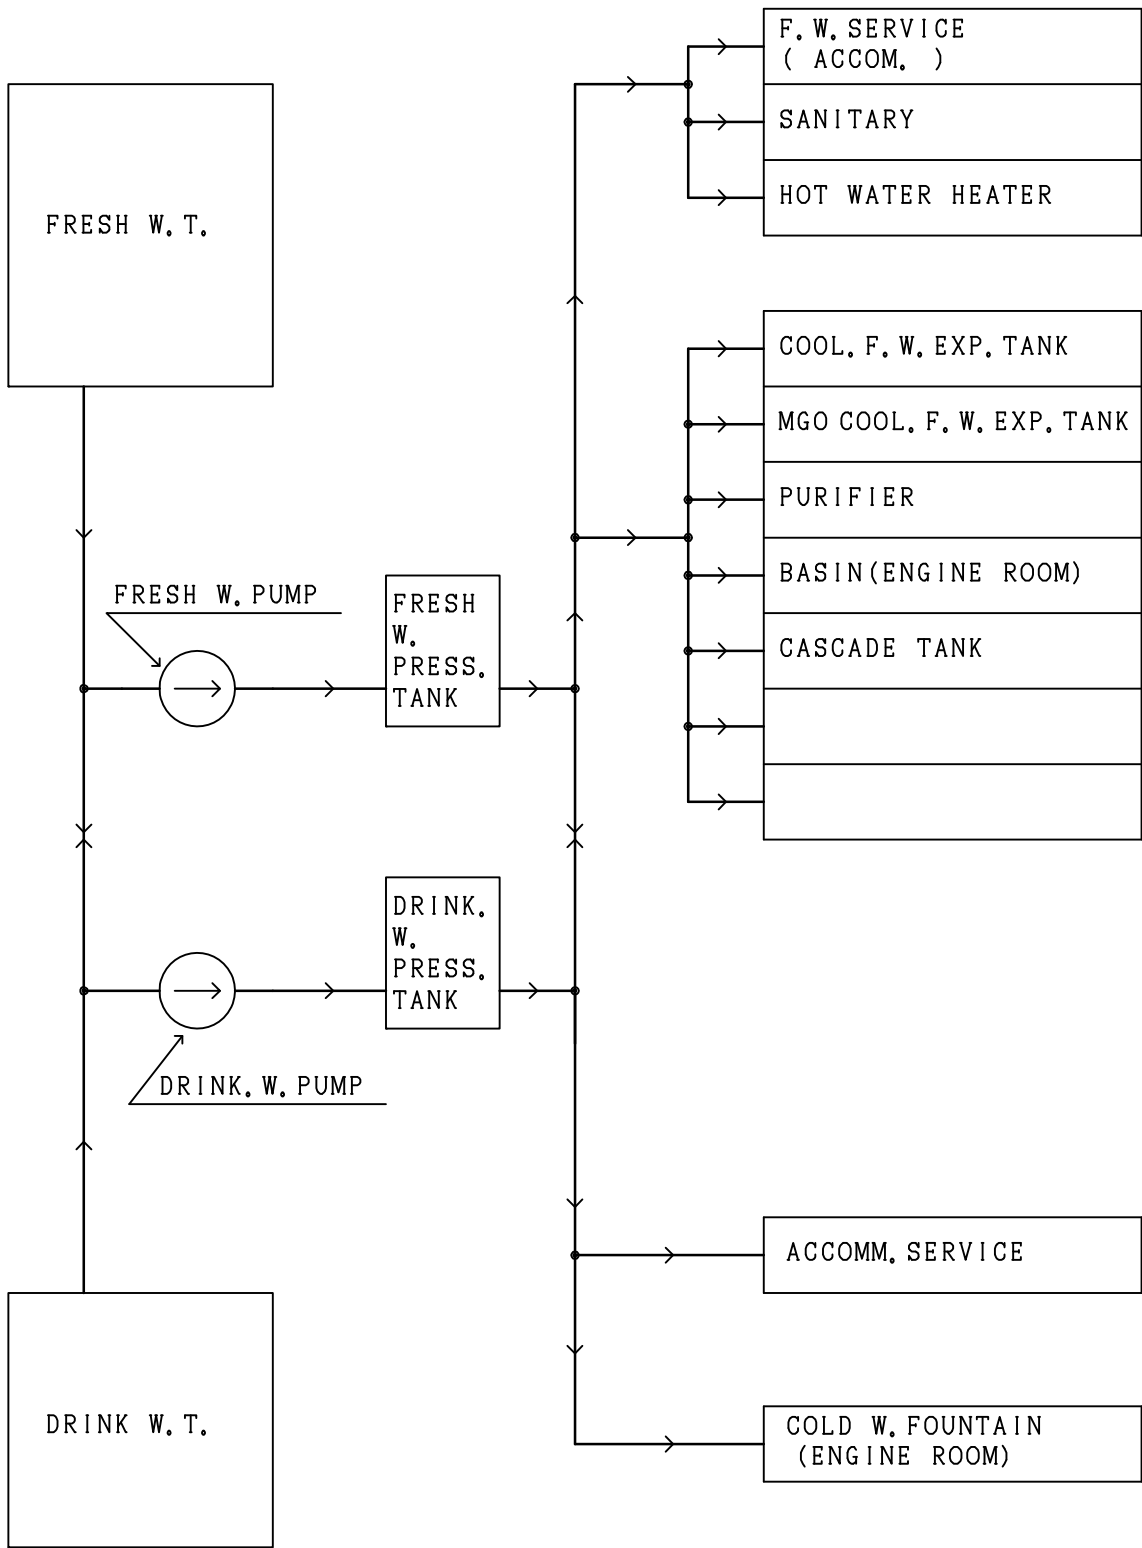 F.W.SERVICE
( ACCOM. )
SANITARY
HOT WATER HEATER
FRESH W.T.
COOL.F.W.EXP.TANK
MGO COOL.F.W.EXP.TANK
PURIFIER
BASIN(ENGINE ROOM)
CASCADE TANK
FRESH W.PUMP
FRESH
W.
PRESS.
TANK
DRINK.
W.
PRESS.
TANK
DRINK.W.PUMP
ACCOMM.SERVICE
DRINK W.T.
COLD W.FOUNTAIN
(ENGINE ROOM)